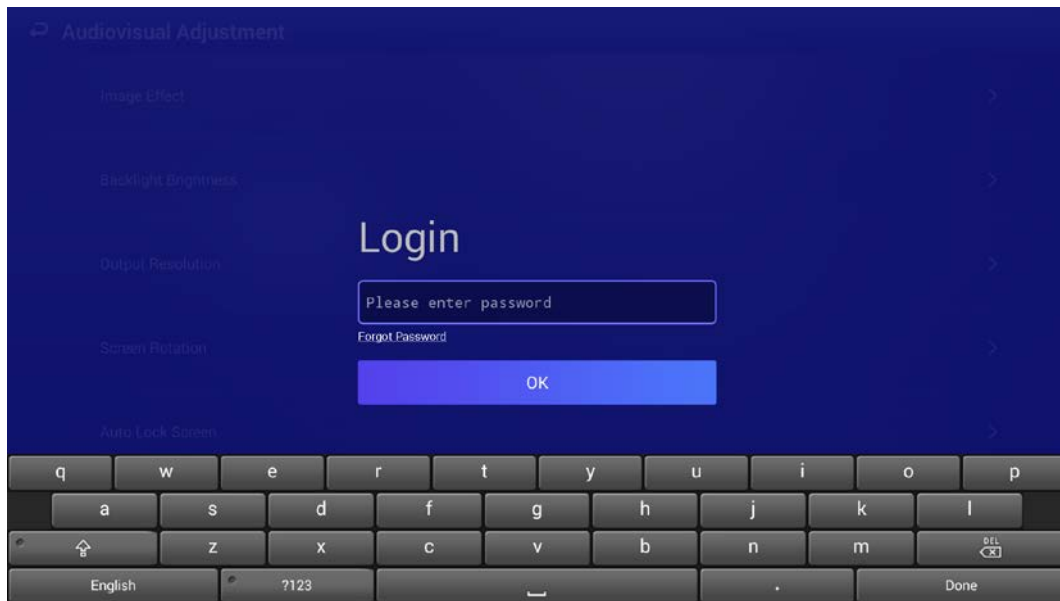 Audiovisual Adjustment
Image Effect
Backlight Brightness
Output Resolution
Login
Please enter password
Forgot Password
Screen Rotation
OK
Auto Lock Screen
q w e r t y u i o p
a s d f g h j k l
z x c v b n m DEL
English ?123 . Done